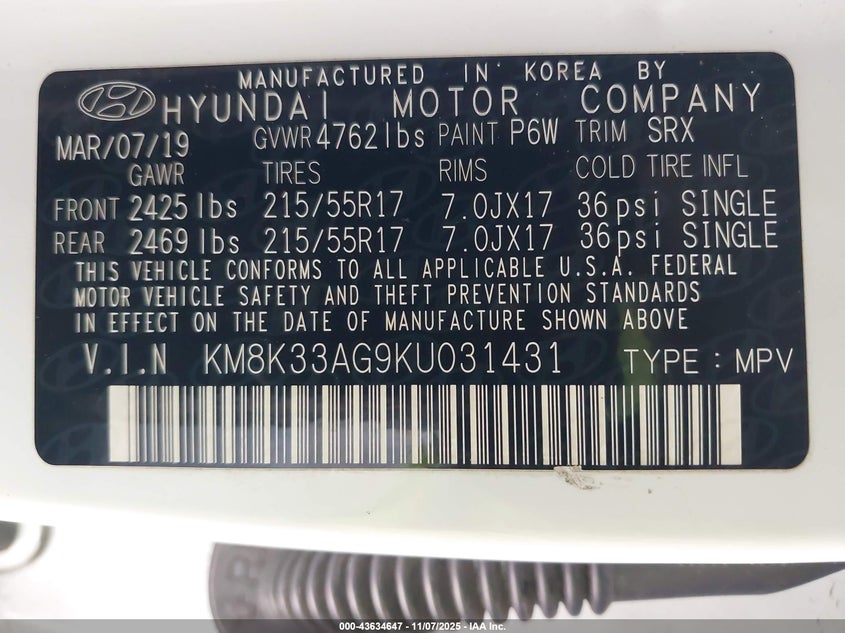 MANUFACTURED IN KOREA BY
HYUNDAI MOTOR COMPANY
MAR/07/19 GVWR 4762lbs PAINT P6W TRIM SRX
GAWR TIRES RIMS COLD TIRE INFL
FRONT 2425lbs 215/55R17 7.0JX17 36psi SINGLE
REAR 2469lbs 215/55R17 7.0JX17 36psi SINGLE
THIS VEHICLE CONFORMS TO ALL APPLICABLE U.S.A. FEDERAL
MOTOR VEHICLE SAFETY AND THEFT PREVENTION STANDARDS
IN EFFECT ON THE DATE OF MANUFACTURE SHOWN ABOVE
V.I.N KM8K33AG9KU031431 TYPE : MPV
000-43634647 — 11/07/2025 — IAA Inc.